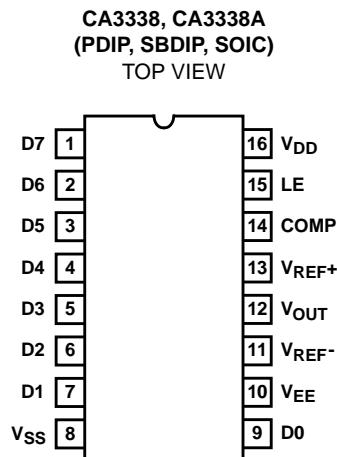 CA3338, CA3338A
(PDIP, SBDIP, SOIC)
TOP VIEW
D7 1 16 VDD
D6 2 15 LE
D5 3 14 COMP
D4 4 13 VREF+
D3 5 12 VOUT
D2 6 11 VREF-
D1 7 10 VEE
VSS 8 9 D0